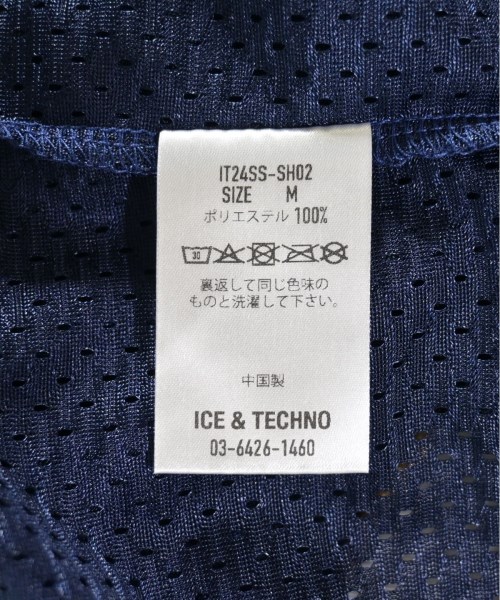 IT24SS-SH02
SIZE M
ポリエステル 100%
30
裏返して同じ色味の
ものと洗濯して下さい。
中国製
ICE & TECHNO
03-6426-1460